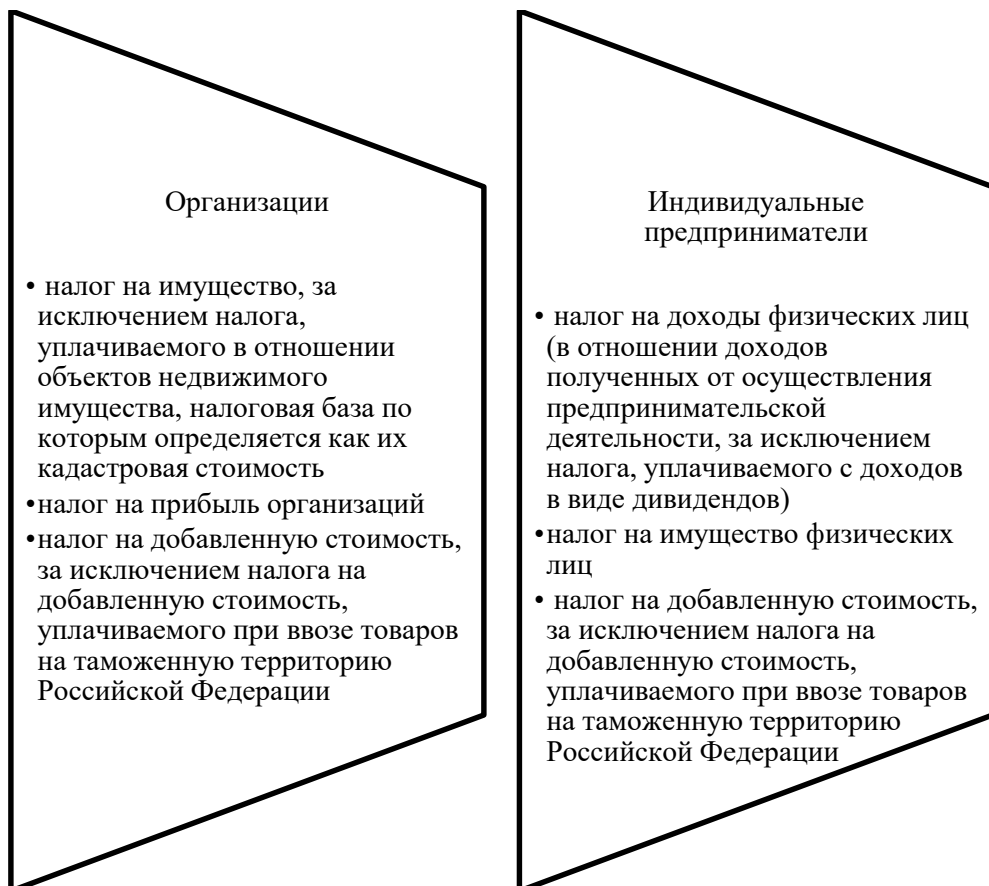 Организации
• налог на имущество, за
исключением налога,
уплачиваемого в отношении
объектов недвижимого
имущества, налоговая база по
которым определяется как их
кадастровая стоимость
•налог на прибыль организаций
•налог на добавленную стоимость,
за исключением налога на
добавленную стоимость,
уплачиваемого при ввозе товаров
на таможенную территорию
Российской Федерации
Индивидуальные
предприниматели
• налог на доходы физических лиц
(в отношении доходов
полученных от осуществления
предпринимательской
деятельности, за исключением
налога, уплачиваемого с доходов
в виде дивидендов)
•налог на имущество физических
лиц
• налог на добавленную стоимость,
за исключением налога на
добавленную стоимость,
уплачиваемого при ввозе товаров
на таможенную территорию
Российской Федерации